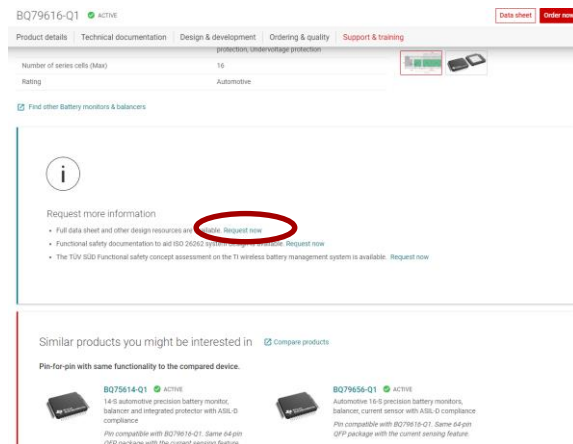 BQ79616-Q1 ACTIVE
Data sheet Order now
Product details Technical documentation Design & development Ordering & quality Support & training
protection, Undervoltage protection
Number of series cells (Max) 16
Rating Automotive
Find other Battery monitors & balancers
i
Request more information
Full data sheet and other design resources are available. Request now
Functional safety documentation to aid ISO 26262 system design is available. Request now
The TÜV SÜD Functional safety concept assessment on the TI wireless battery management system is available. Request now
Similar products you might be interested in Compare products
Pin-for-pin with same functionality to the compared device.
BQ75614-Q1 ACTIVE
14-S automotive precision battery monitor,
balancer and integrated protector with ASIL-D
compliance
Pin compatible with BQ79616-Q1. Same 64-pin
QFP package with the current sensing feature.
BQ79656-Q1 ACTIVE
Automotive 16-S precision battery monitors,
balancer, current sensor with ASIL-D compliance
Pin compatible with BQ79616-Q1. Same 64-pin
QFP package with the current sensing feature.